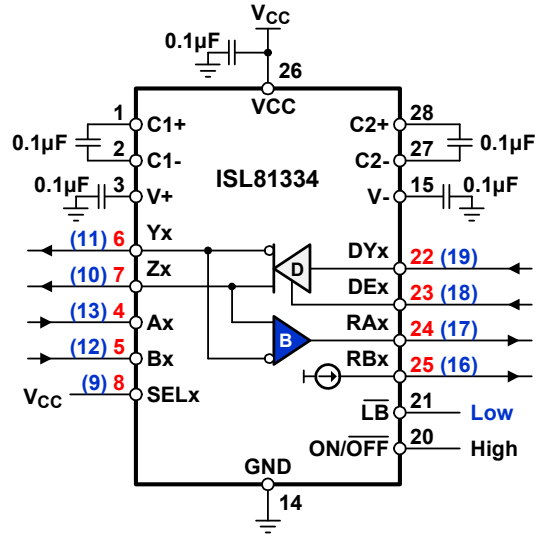 VCC
0.1µF
26
VCC
1 C1+ C2+ 28
0.1µF 0.1µF
2 C1- C2- 27
0.1µF ISL81334
3 V+ V- 15 0.1µF
(11) 6 Yx
DYx 22 (19)
(10) 7 Zx D
DEx 23 (18)
(13) 4 Ax RAx 24 (17)
B
(12) 5 Bx RBx 25 (16)
VCC (9) 8 SELx
LB 21 Low
ON/OFF 20 High
GND
14